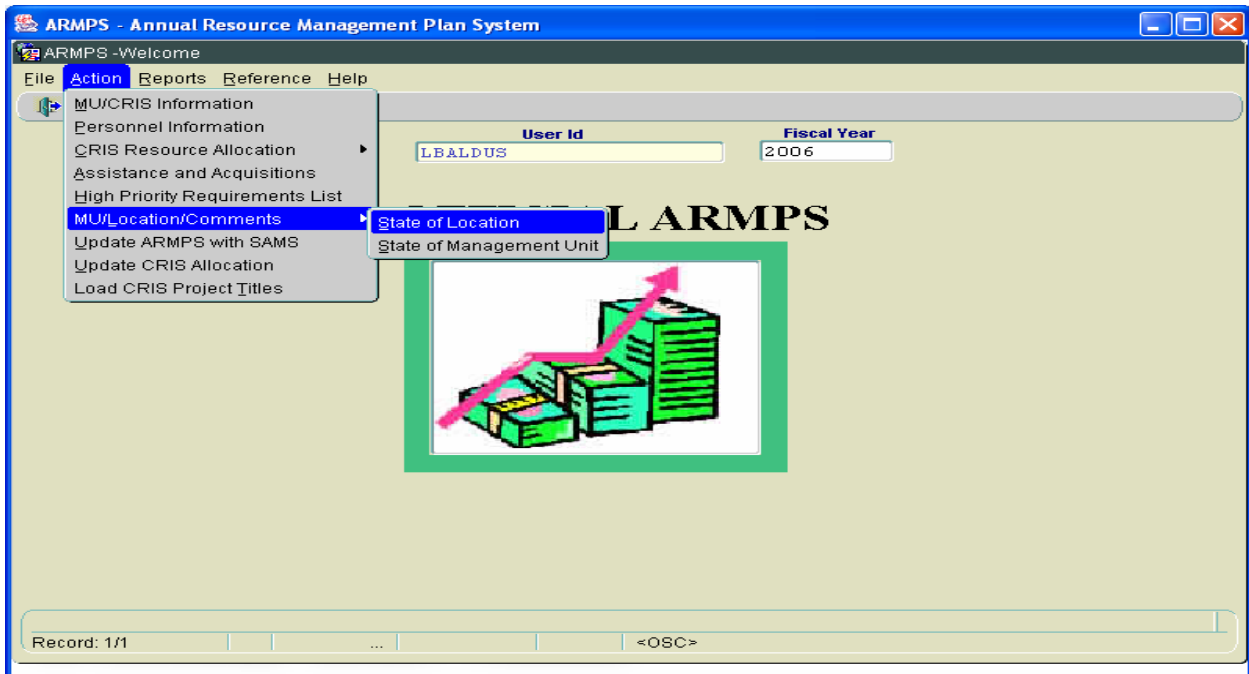 ARMPS - Annual Resource Management Plan System
ARMPS -Welcome
File Action Reports Reference Help
MU/CRIS Information
Personnel Information
CRIS Resource Allocation
Assistance and Acquisitions
High Priority Requirements List
MU/Location/Comments
Update ARMPS with SAMS
Update CRIS Allocation
Load CRIS Project Titles
State of Location
State of Management Unit
User Id Fiscal Year
LBALDUS 2006
L ARMPS
Record: 1/1 ... <OSC>